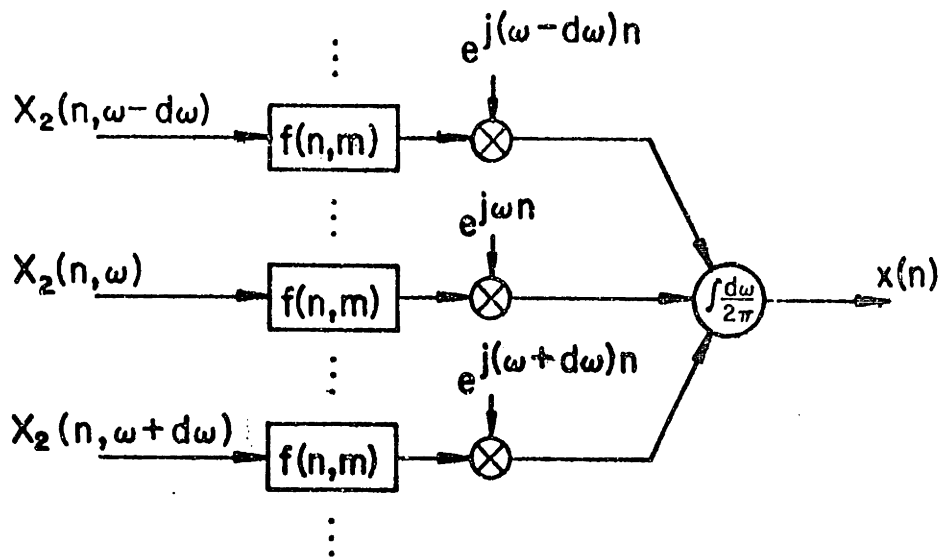 e^{j(ω-dω)n}
X₂(n,ω-dω)
f(n,m)
e^{jωn}
X₂(n,ω)
f(n,m)
∫dω/2π
x(n)
e^{j(ω+dω)n}
X₂(n,ω+dω)
f(n,m)